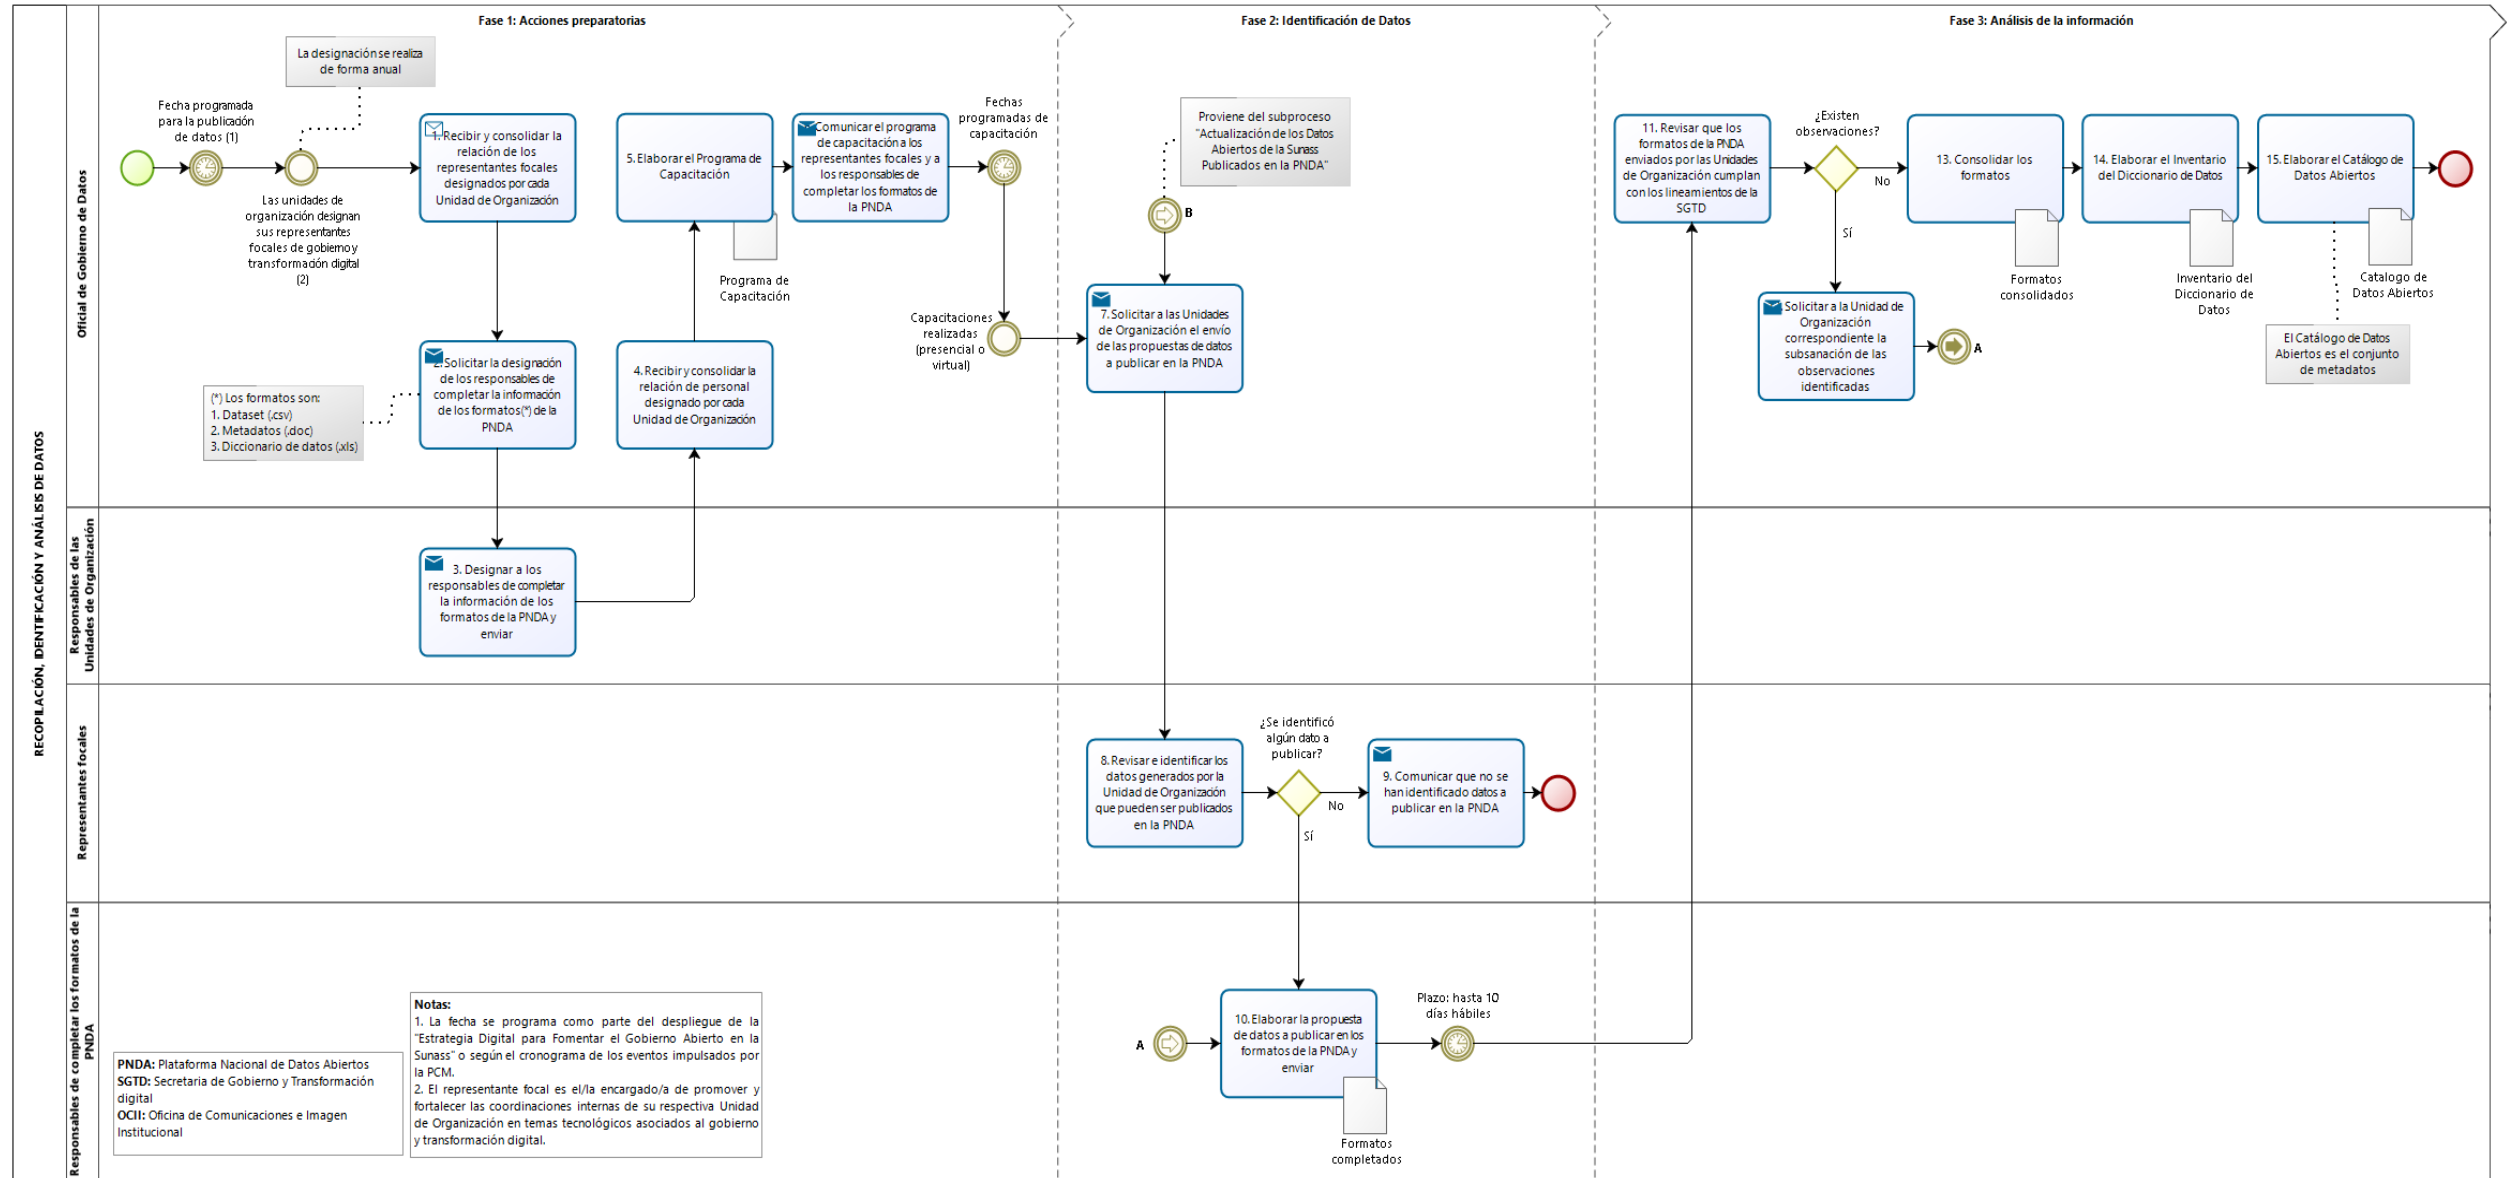 RECOPILACIÓN, IDENTIFICACIÓN Y ANÁLISIS DE DATOS
Fase 1: Acciones preparatorias
Fase 2: Identificación de Datos
Fase 3: Análisis de la información
Oficial de Gobierno de Datos
La designación se realiza
de forma anual
Fecha programada
para la publicación
de datos (1)
Las unidades de
organización designan
sus representantes
focales de gobierno y
transformación digital
(2)
1. Recibir y consolidar la
relación de los
representantes focales
designados por cada
Unidad de Organización
2. Solicitar la designación
de los responsables de
completar la información
de los formatos(*) de la
PNDA
(*) Los formatos son:
1. Dataset (.csv)
2. Metadatos (.doc)
3. Diccionario de datos (.xls)
5. Elaborar el Programa de
Capacitación
Programa de
Capacitación
4. Recibir y consolidar la
relación de personal
designado por cada
Unidad de Organización
Comunicar el programa
de capacitación a los
representantes focales y a
los responsables de
completar los formatos de
la PNDA
Fechas
programadas de
capacitación
Capacitaciones
realizadas
(presencial o
virtual)
Proviene del subproceso
"Actualización de los Datos
Abiertos de la Sunass
Publicados en la PNDA"
B
7. Solicitar a las Unidades
de Organización el envío
de las propuestas de datos
a publicar en la PNDA
11. Revisar que los
formatos de la PNDA
enviados por las Unidades
de Organización cumplan
con los lineamientos de la
SGTD
¿Existen
observaciones?
No
Sí
Solicitar a la Unidad de
Organización
correspondiente la
subsanación de las
observaciones
identificadas
A
13. Consolidar los
formatos
Formatos
consolidados
14. Elaborar el Inventario
del Diccionario de Datos
Inventario del
Diccionario de
Datos
15. Elaborar el Catálogo de
Datos Abiertos
Catalogo de
Datos Abiertos
El Catálogo de Datos
Abiertos es el conjunto
de metadatos
Responsables de las
Unidades de Organización
3. Designar a los
responsables de completar
la información de los
formatos de la PNDA y
enviar
Representantes focales
8. Revisar e identificar los
datos generados por la
Unidad de Organización
que pueden ser publicados
en la PNDA
¿Se identificó
algún dato a
publicar?
No
Sí
9. Comunicar que no se
han identificado datos a
publicar en la PNDA
Responsables de completar los formatos de la
PNDA
PNDA: Plataforma Nacional de Datos Abiertos
SGTD: Secretaria de Gobierno y Transformación
digital
OCII: Oficina de Comunicaciones e Imagen
Institucional
Notas:
1. La fecha se programa como parte del despliegue de la
"Estrategia Digital para Fomentar el Gobierno Abierto en la
Sunass" o según el cronograma de los eventos impulsados por
la PCM.
2. El representante focal es el/la encargado/a de promover y
fortalecer las coordinaciones internas de su respectiva Unidad
de Organización en temas tecnológicos asociados al gobierno
y transformación digital.
A
10. Elaborar la propuesta
de datos a publicar en los
formatos de la PNDA y
enviar
Formatos
completados
Plazo: hasta 10
días hábiles